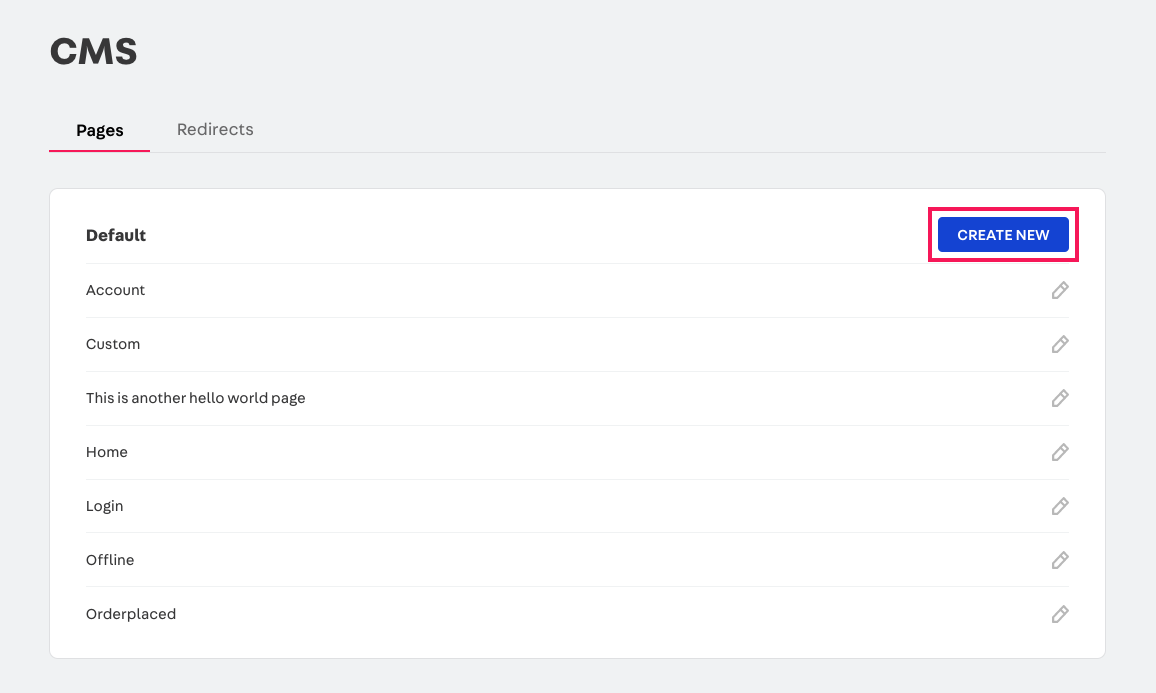 CMS
Pages
Redirects
Default
CREATE NEW
Account
Custom
This is another hello world page
Home
Login
Offline
Orderplaced